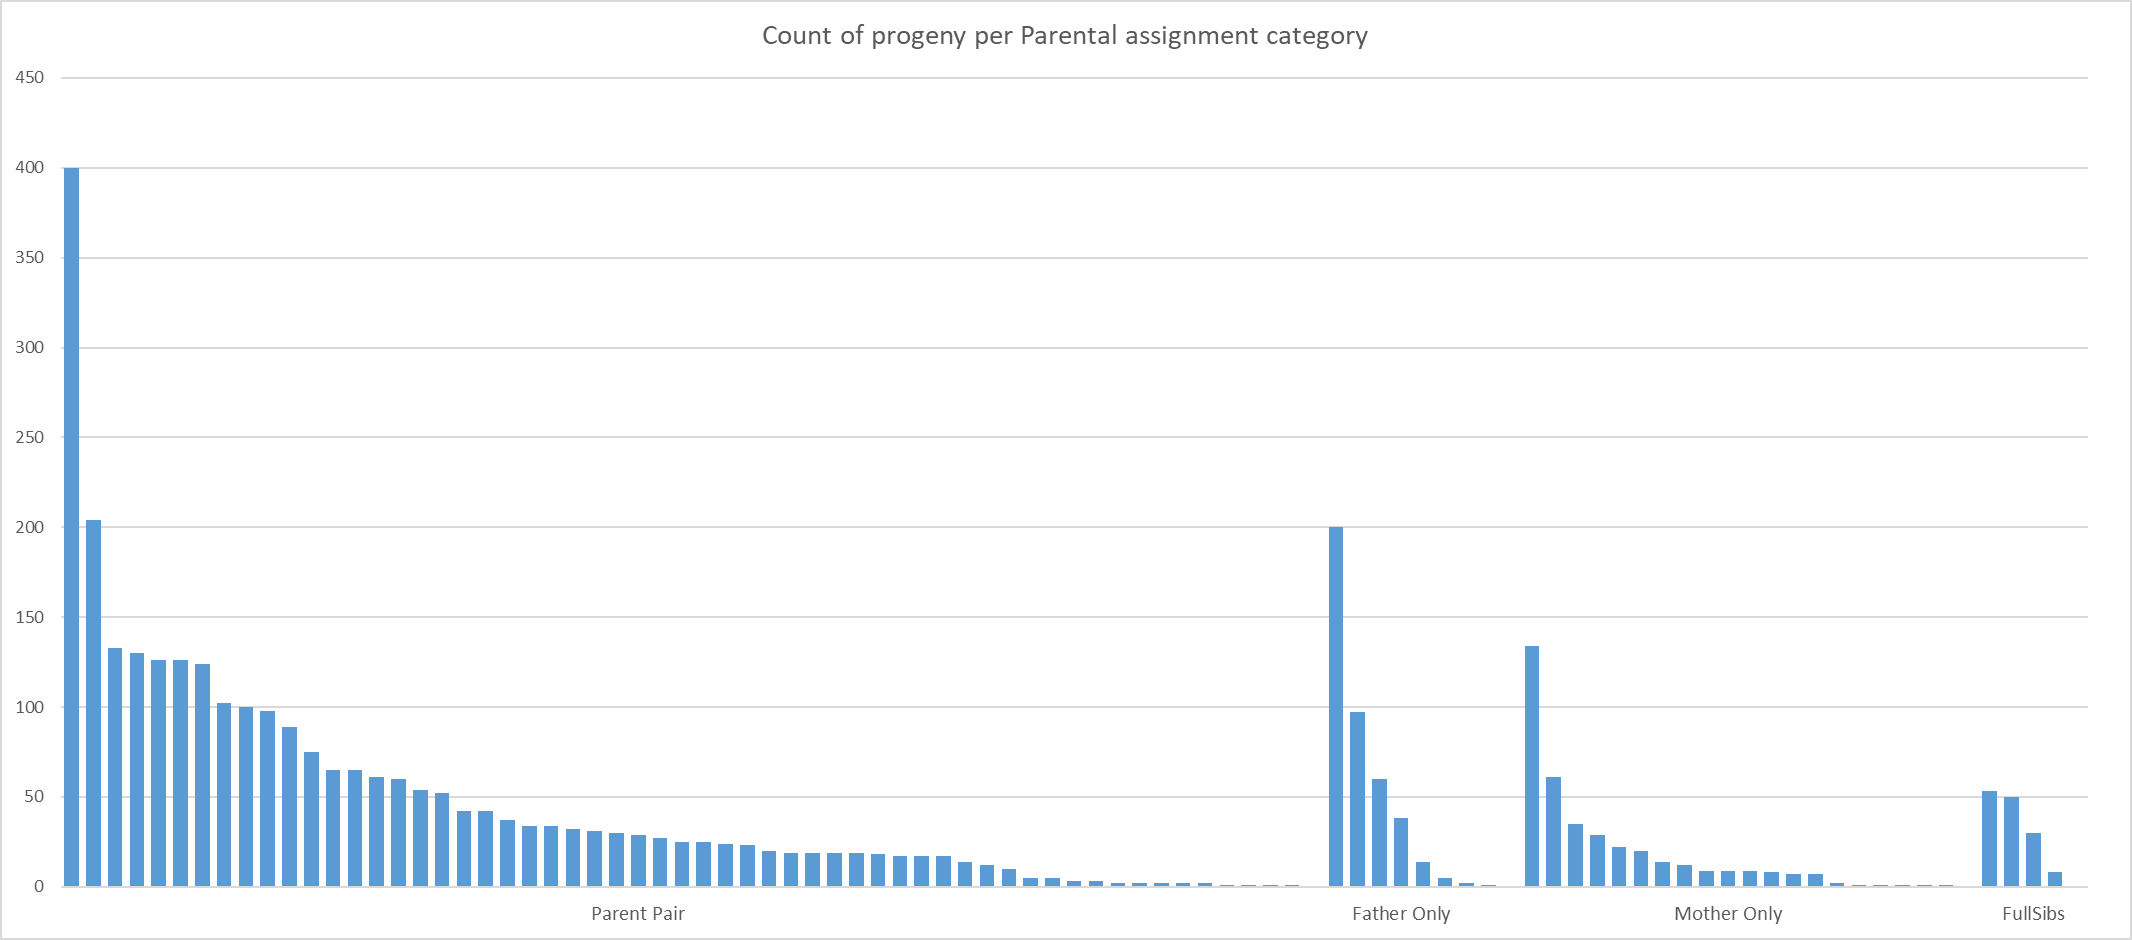 Count of progeny per Parental assignment category
450
400
350
300
250
200
150
100
50
0
Parent Pair
Father Only
Mother Only
FullSibs